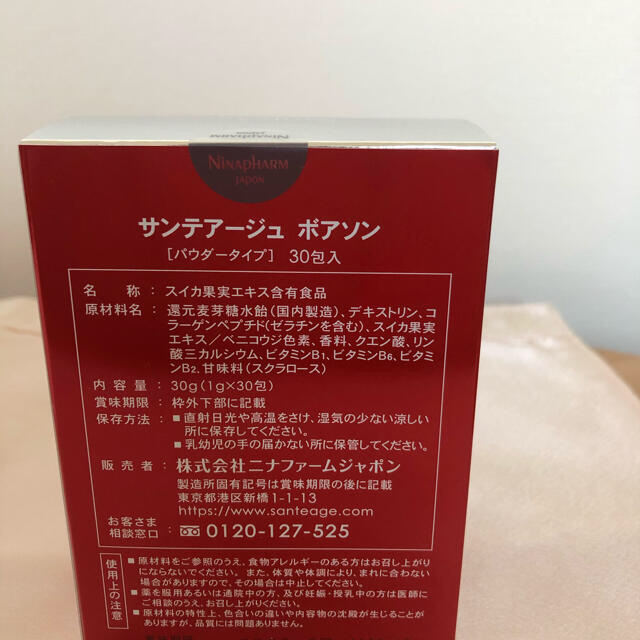 NINAPHARM
JAPON
NINAPHARM
JAPON
サンテアージュ ボアソン
［パウダータイプ］ 30包入
名称：スイカ果実エキス含有食品
原材料名：還元麦芽糖水飴(国内製造)、デキストリン、コ
ラーゲンペプチド(ゼラチンを含む)、スイカ果実
エキス／ベニコウジ色素、香料、クエン酸、リン
酸三カルシウム、ビタミンB1、ビタミンB6、ビタミ
ンB2、甘味料(スクラロース)
内容量：30g(1g×30包)
賞味期限：枠外下部に記載
保存方法：■直射日光や高温をさけ、湿気の少ない涼しい
所に保存してください。
■乳幼児の手の届かない所に保管してください。
販売者：株式会社ニナファームジャポン
製造所固有記号は賞味期限の後に記載
東京都港区新橋1-1-13
https://www.santeage.com
お客さま
相談窓口：0120-127-525
使用上の注意
■原材料をご参照のうえ、食物アレルギーのある方はお召し上がり
にならないでください。また、体質や体調により、まれに合わない
場合がありますので、その場合は中止してください。
■薬を服用あるいは通院中の方、及び妊娠・授乳中の方は医師に
ご相談のうえ、お召し上がりください。
■原材料の特性上、色合いの違いや内容物の沈殿が生じることが
ありますが、品質には問題ありません。